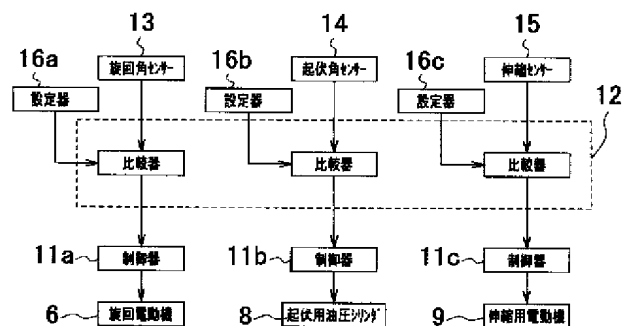 13 14 15
16a 旋回角センサー 16b 起伏角センサー 16c 伸縮センサー
設定器 設定器 設定器 12
比較器 比較器 比較器
11a 制御器 11b 制御器 11c 制御器
6 旋回電動機 8 起伏用油圧シリンダ 9 伸縮用電動機